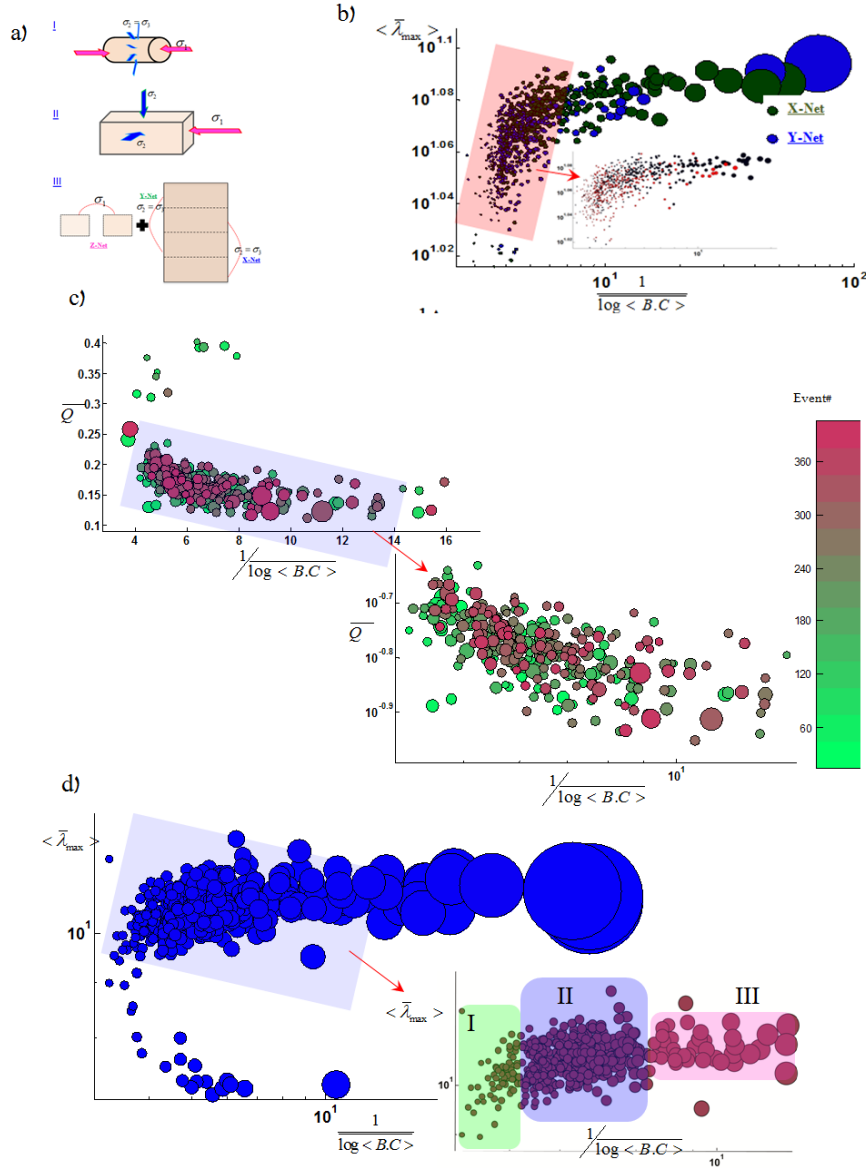 a)
I
σ2 = σ3
σ1
II
σ2
σ1
σ2
III
σ1
Z-Net
Y-Net
σ2 = σ3
σ2 = σ3
X-Net
b)
< λ̄max >
10^1.1
10^1.08
10^1.06
10^1.04
10^1.02
X-Net
Y-Net
10^1
10^2
1
log < B.C >
c)
0.4
0.35
0.3
Q
0.25
0.2
0.15
0.1
4
6
8
10
12
14
16
1/log < B.C >
Event#
360
300
240
180
120
60
10^-0.7
Q
10^-0.8
10^-0.9
10^1
1/log < B.C >
d)
< λ̄max >
10^1
10^1
1
log < B.C >
< λ̄max >
I
II
III
10^1
10^1
1/log < B.C >